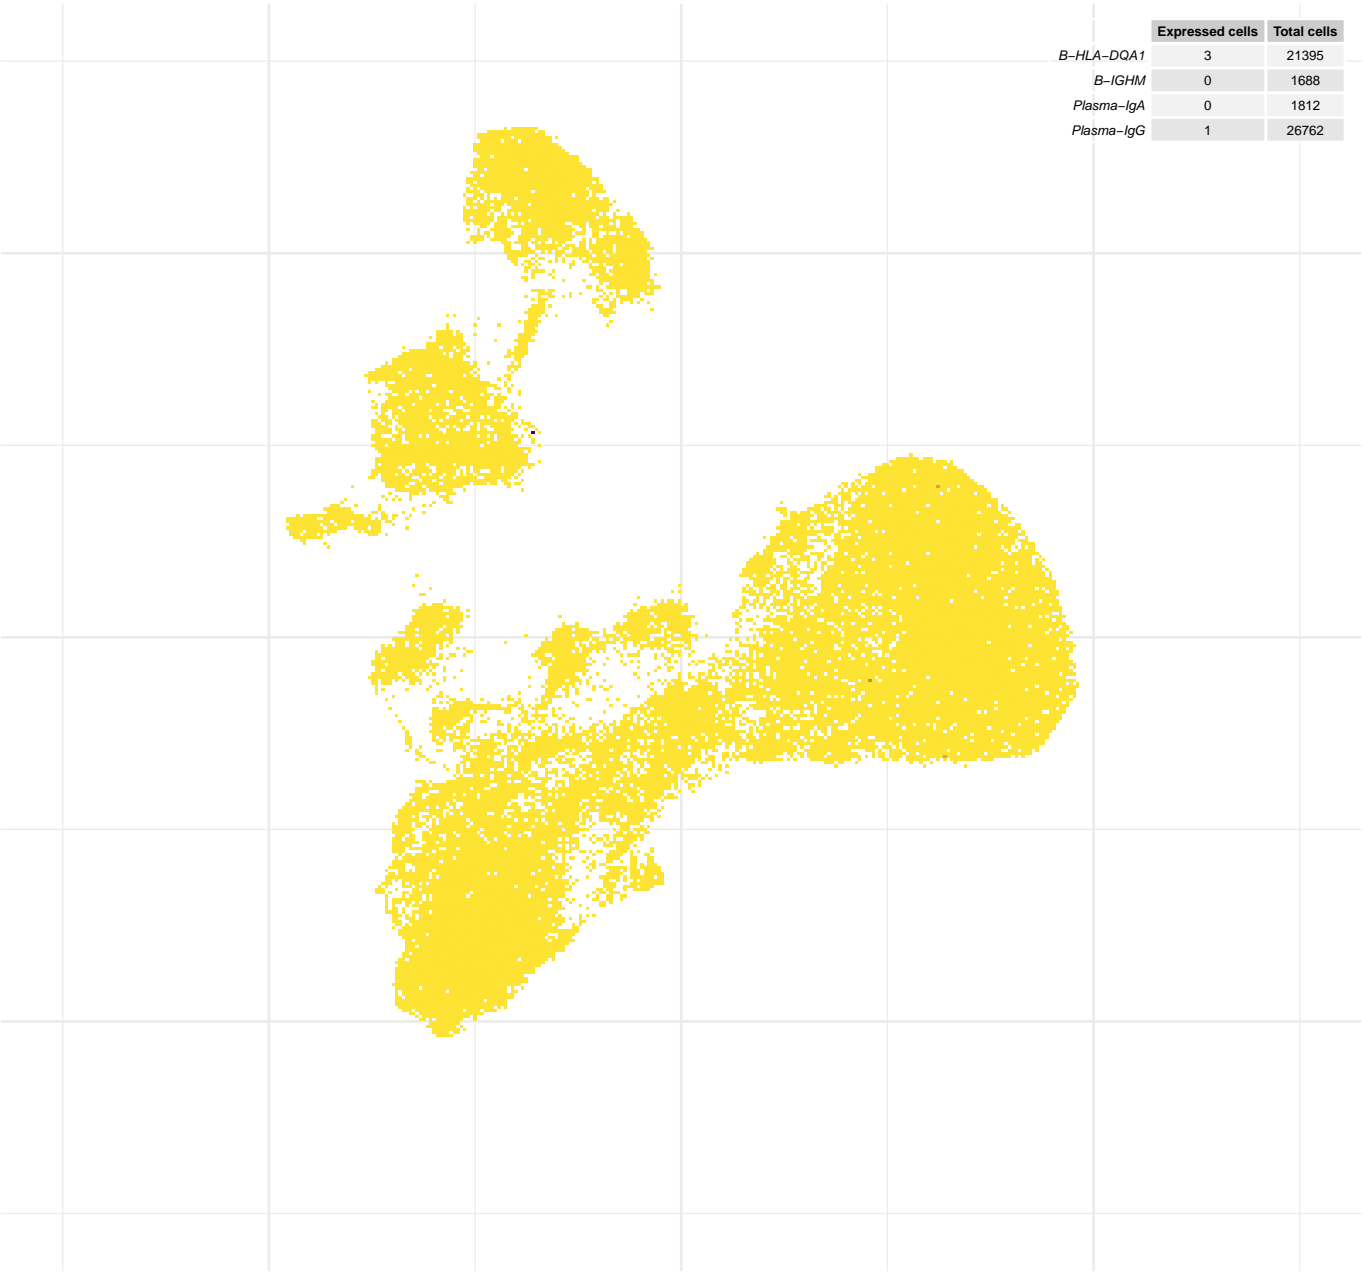 Expressed cells Total cells
B−HLA−DQA1 3 21395
B−IGHM 0 1688
Plasma−IgA 0 1812
Plasma−IgG 1 26762